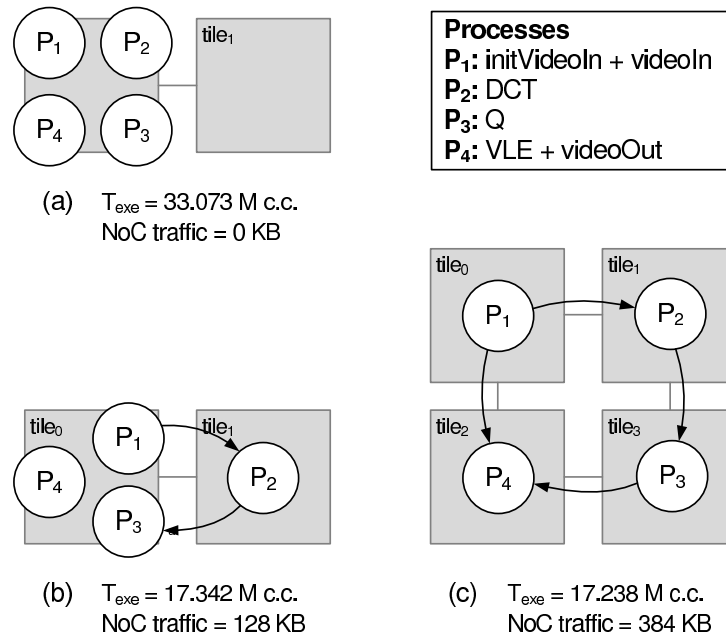 P1
P2
tile1
P4
P3
(a) Texe = 33.073 M c.c.
NoC traffic = 0 KB
Processes
P1: initVideoIn + videoIn
P2: DCT
P3: Q
P4: VLE + videoOut
tile0
P1
tile1
P2
P4
P3
(b) Texe = 17.342 M c.c.
NoC traffic = 128 KB
tile0
P1
tile1
P2
tile2
P4
tile3
P3
(c) Texe = 17.238 M c.c.
NoC traffic = 384 KB